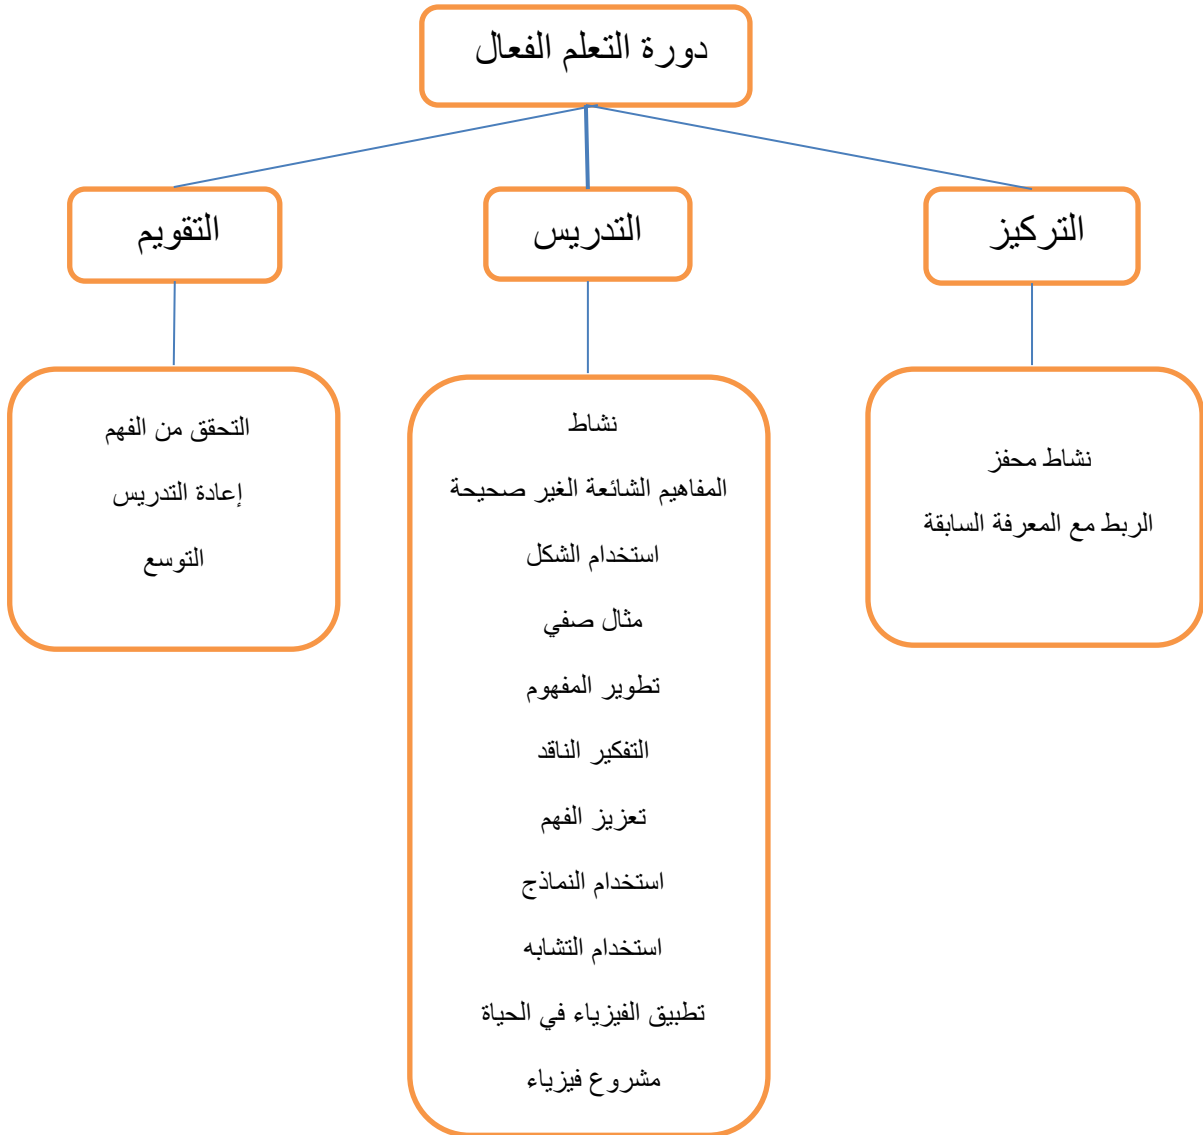 دورة التعلم الفعال
التركيز
التدريس
التقويم
نشاط محفز
الربط مع المعرفة السابقة
نشاط
المفاهيم الشائعة الغير صحيحة
استخدام الشكل
مثال صفي
تطوير المفهوم
التفكير الناقد
تعزيز الفهم
استخدام النماذج
استخدام التشابه
تطبيق الفيزياء في الحياة
مشروع فيزياء
التحقق من الفهم
إعادة التدريس
التوسع